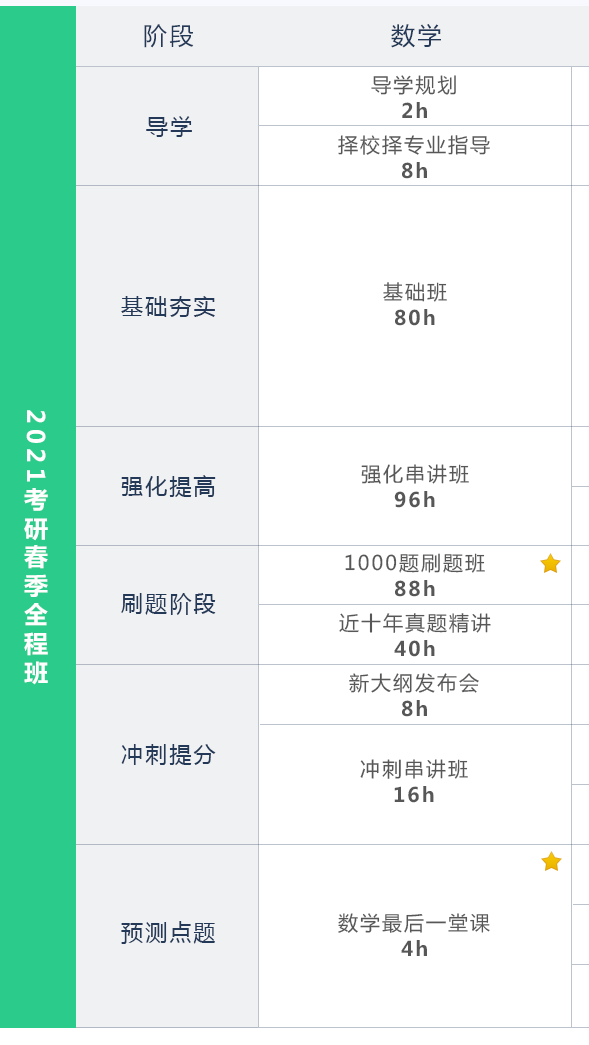 阶段
数学
2021考研春季全程班
导学
导学规划
2h
择校择专业指导
8h
基础夯实
基础班
80h
强化提高
强化串讲班
96h
刷题阶段
1000题刷题班
88h
近十年真题精讲
40h
冲刺提分
新大纲发布会
8h
冲刺串讲班
16h
预测点题
数学最后一堂课
4h